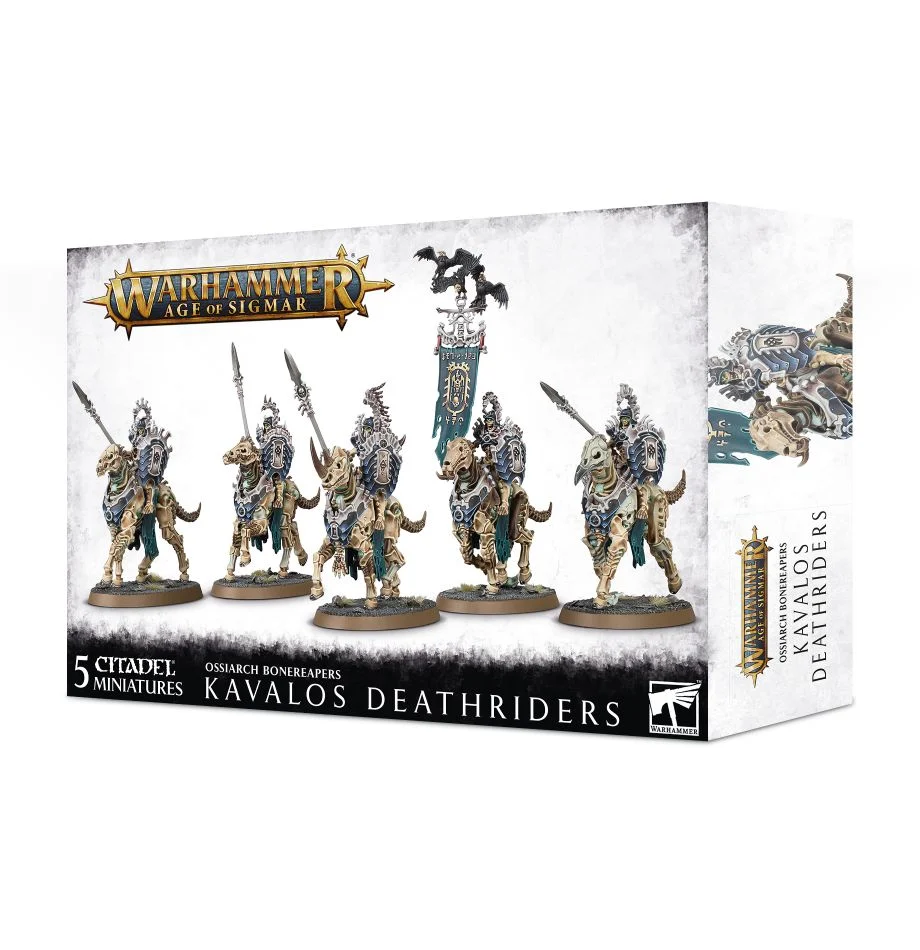 WARHAMMER
AGE OF SIGMAR
5 CITADEL
MINIATURES
OSSIARCH BONEREAPERS
KAVALOS DEATHRIDERS
WARHAMMER
WARHAMMER
AGE OF SIGMAR
OSSIARCH BONEREAPERS
KAVALOS
DEATHRIDERS